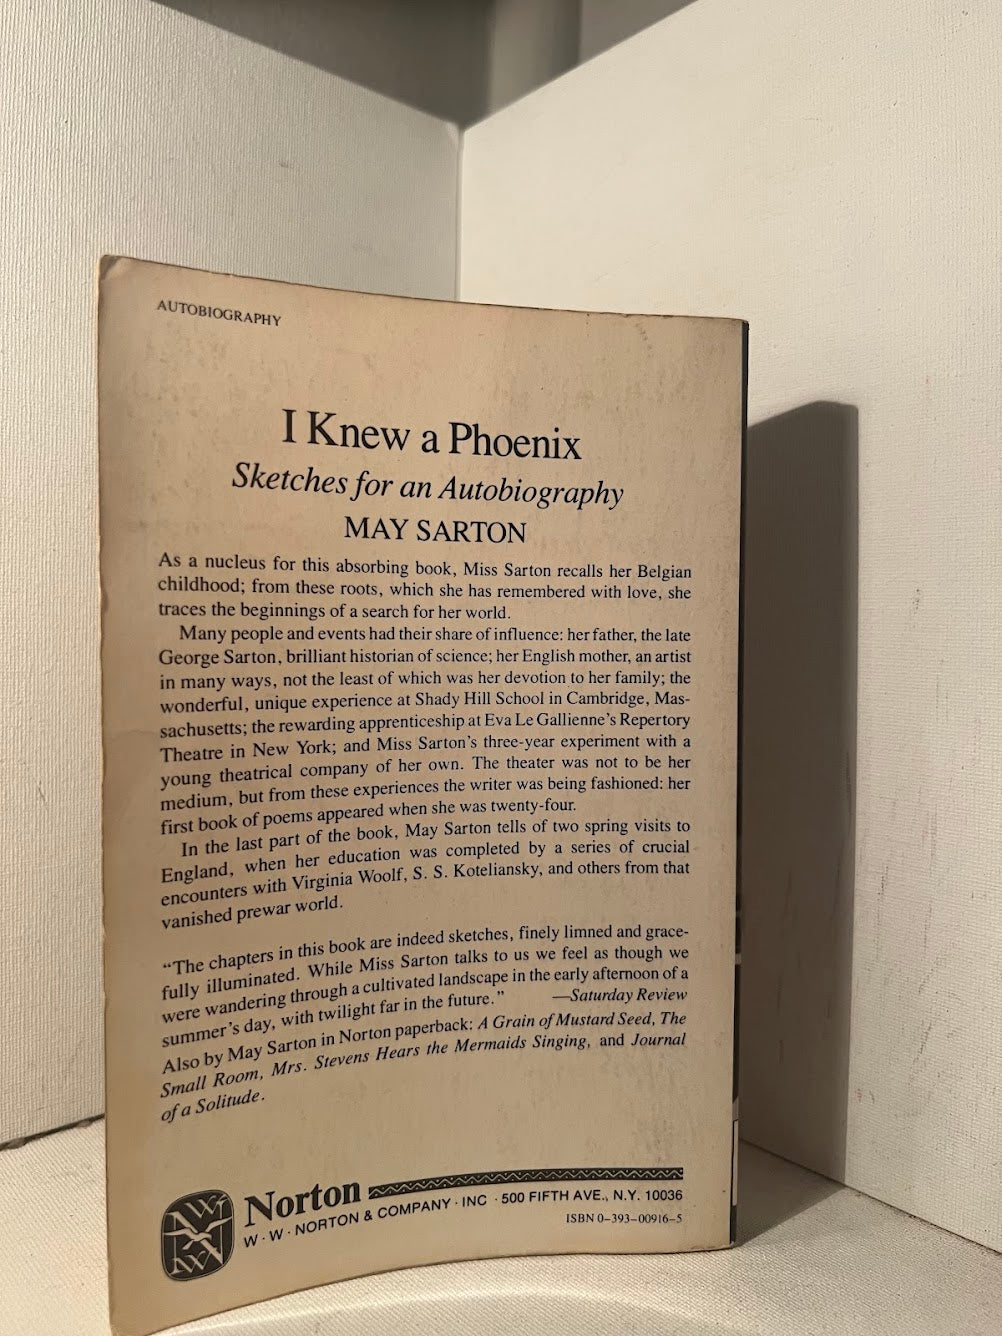 AUTOBIOGRAPHY
I Knew a Phoenix
Sketches for an Autobiography
MAY SARTON
As a nucleus for this absorbing book, Miss Sarton recalls her Belgian
childhood; from these roots, which she has remembered with love, she
traces the beginnings of a search for her world.
Many people and events had their share of influence: her father, the late
George Sarton, brilliant historian of science; her English mother, an artist
in many ways, not the least of which was her devotion to her family; the
wonderful, unique experience at Shady Hill School in Cambridge, Mas-
sachusetts; the rewarding apprenticeship at Eva Le Gallienne's Repertory
Theatre in New York; and Miss Sarton's three-year experiment with a
young theatrical company of her own. The theater was not to be her
medium, but from these experiences the writer was being fashioned: her
first book of poems appeared when she was twenty-four.
In the last part of the book, May Sarton tells of two spring visits to
England, when her education was completed by a series of crucial
encounters with Virginia Woolf, S. S. Koteliansky, and others from that
vanished prewar world.
"The chapters in this book are indeed sketches, finely limned and grace-
fully illuminated. While Miss Sarton talks to us we feel as though we
were wandering through a cultivated landscape in the early afternoon of a
summer's day, with twilight far in the future." —Saturday Review
Also by May Sarton in Norton paperback: A Grain of Mustard Seed, The
Small Room, Mrs. Stevens Hears the Mermaids Singing, and Journal
of a Solitude.
Norton
W · W · NORTON & COMPANY · INC · 500 FIFTH AVE., N.Y. 10036
ISBN 0-393-00916-5